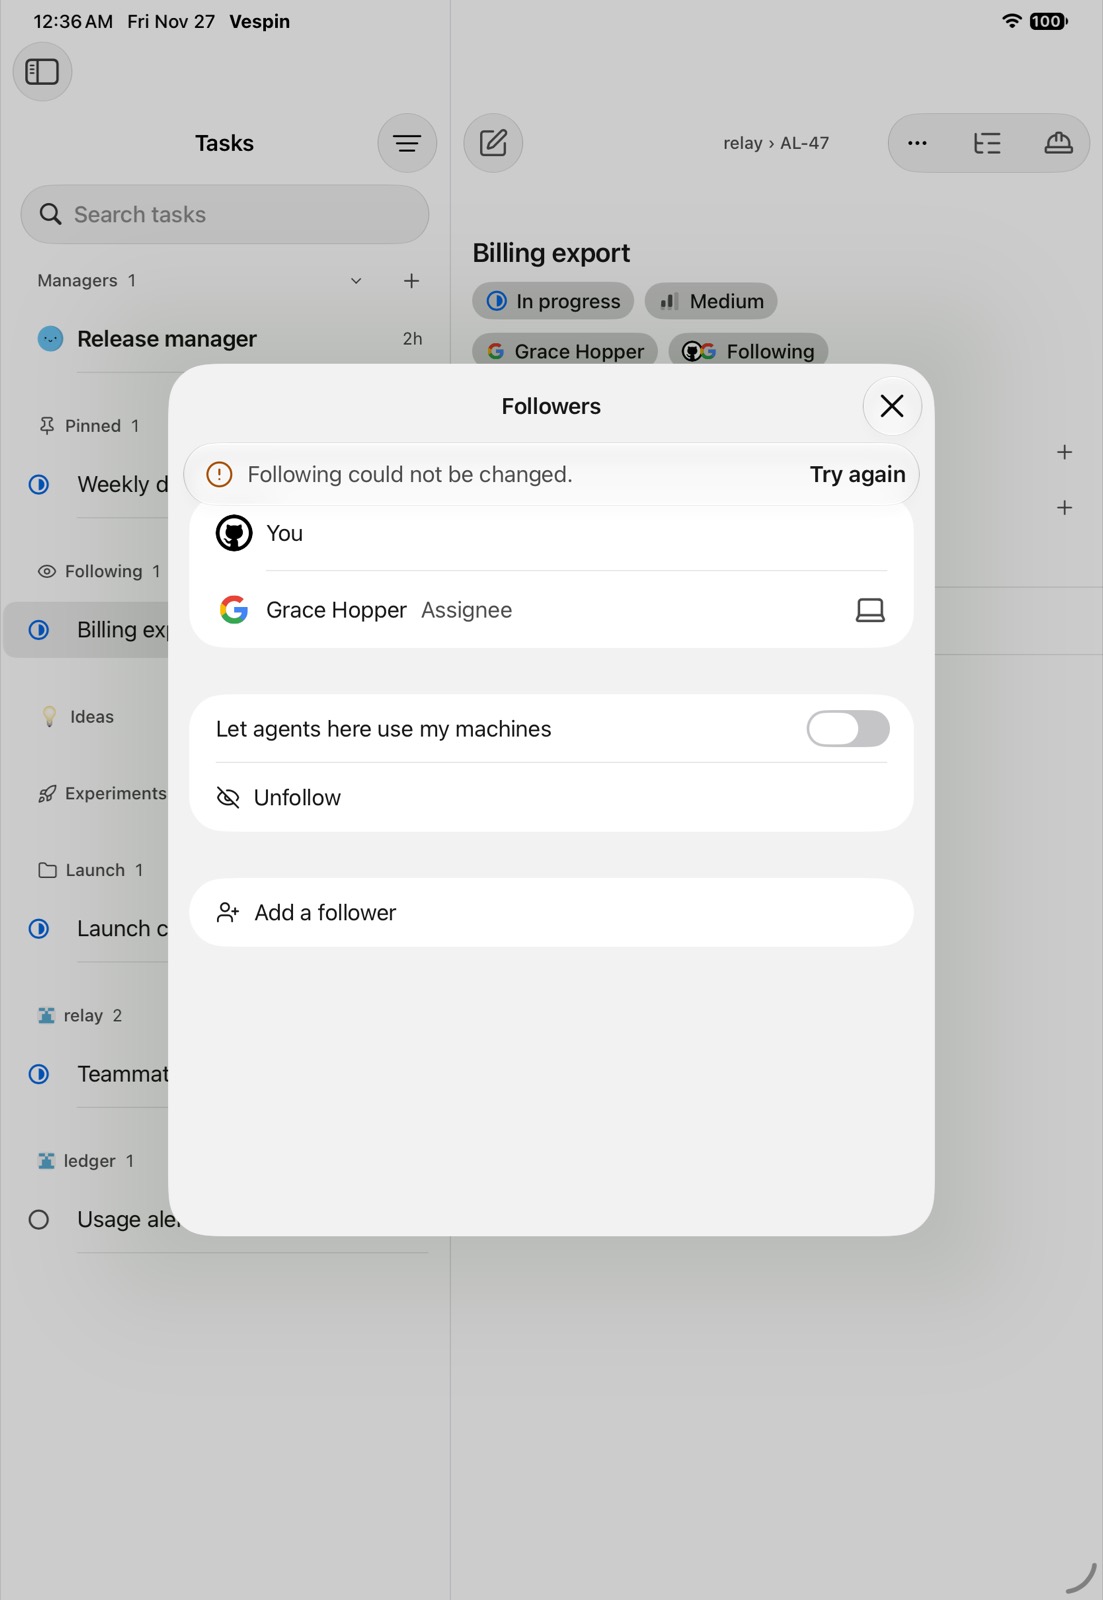 12:36 AM Fri Nov 27 Vespin
100
Tasks
relay › AL-47
Search tasks
Managers 1
Release manager 2h
Pinned 1
Weekly d
Following 1
Billing exp
Ideas
Experiments
Launch 1
Launch c
relay 2
Teammat
ledger 1
Usage aler
Billing export
In progress Medium
Grace Hopper Following
Followers
Following could not be changed. Try again
You
Grace Hopper Assignee
Let agents here use my machines
Unfollow
Add a follower